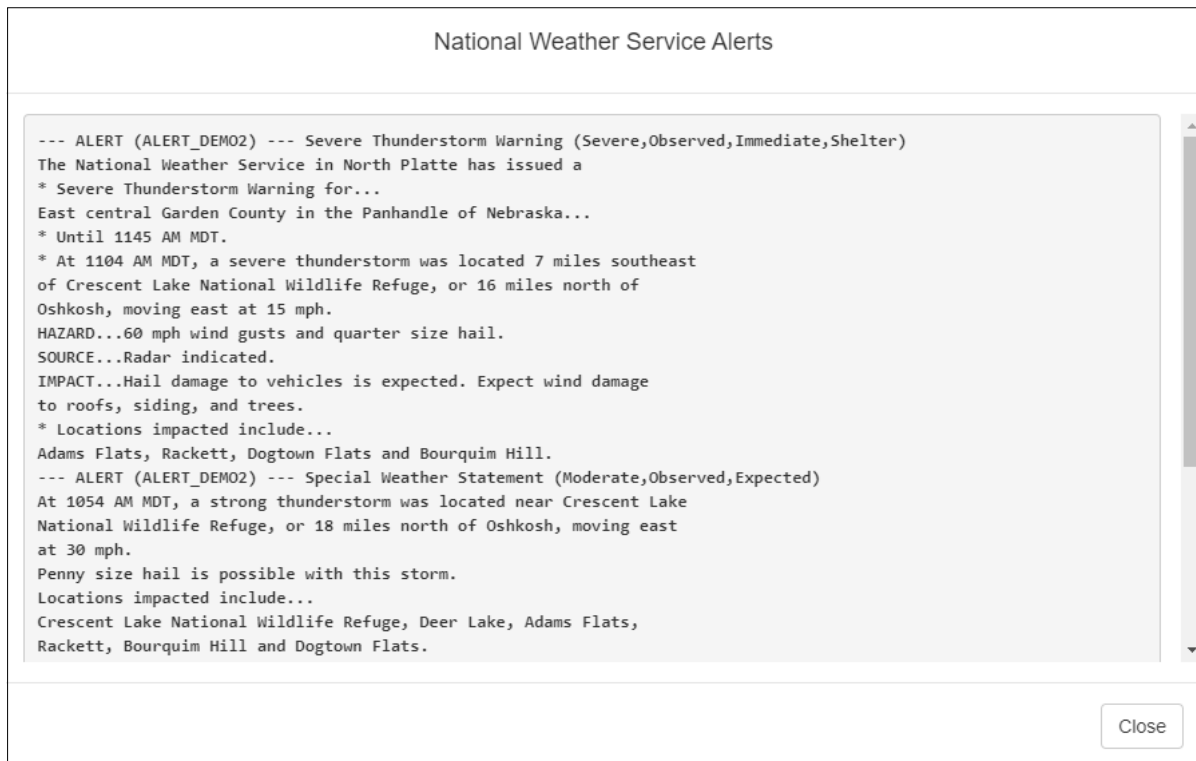 National Weather Service Alerts
--- ALERT (ALERT_DEMO2) --- Severe Thunderstorm Warning (Severe,Observed,Immediate,Shelter)
The National Weather Service in North Platte has issued a
* Severe Thunderstorm Warning for...
East central Garden County in the Panhandle of Nebraska...
* Until 1145 AM MDT.
* At 1104 AM MDT, a severe thunderstorm was located 7 miles southeast
of Crescent Lake National Wildlife Refuge, or 16 miles north of
Oshkosh, moving east at 15 mph.
HAZARD...60 mph wind gusts and quarter size hail.
SOURCE...Radar indicated.
IMPACT...Hail damage to vehicles is expected. Expect wind damage
to roofs, siding, and trees.
* Locations impacted include...
Adams Flats, Rackett, Dogtown Flats and Bourquim Hill.
--- ALERT (ALERT_DEMO2) --- Special Weather Statement (Moderate,Observed,Expected)
At 1054 AM MDT, a strong thunderstorm was located near Crescent Lake
National Wildlife Refuge, or 18 miles north of Oshkosh, moving east
at 30 mph.
Penny size hail is possible with this storm.
Locations impacted include...
Crescent Lake National Wildlife Refuge, Deer Lake, Adams Flats,
Rackett, Bourquim Hill and Dogtown Flats.
Close